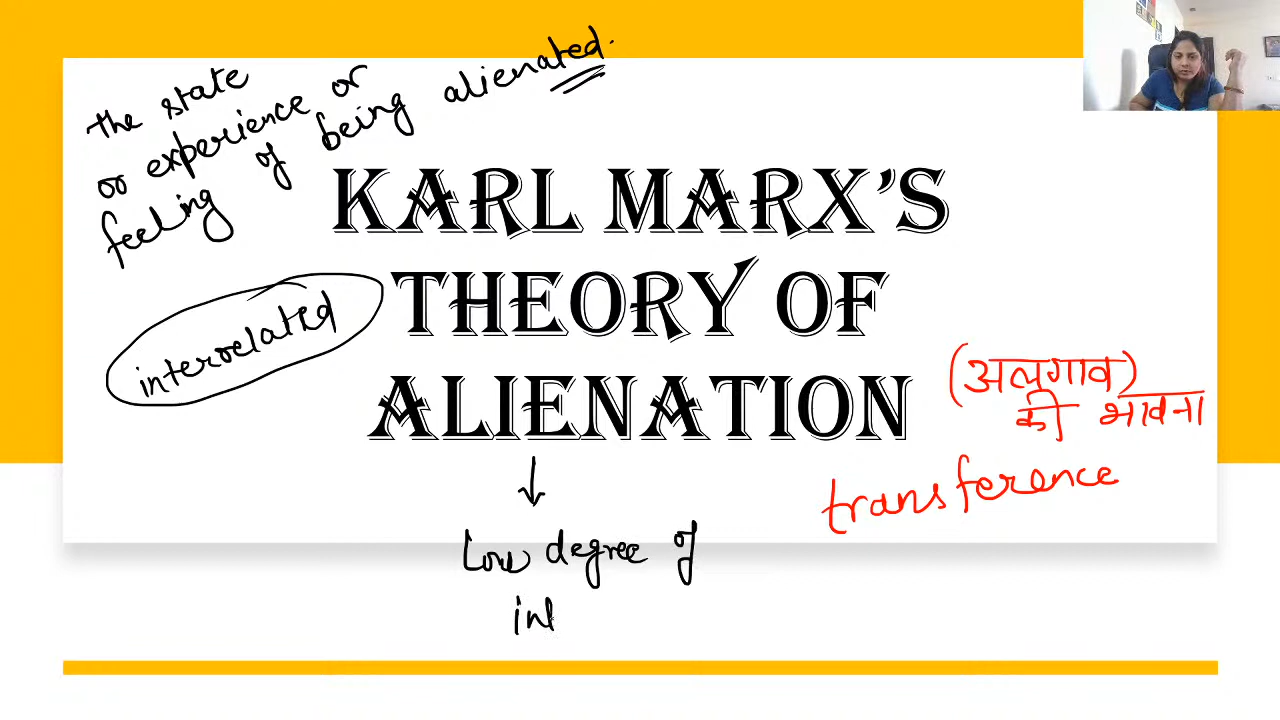 the state
or experience or
feeling of being alienated.
KARL MARX'S
THEORY OF
ALIENATION
interrelated
(अलगाव)
की भावना
transference
↓
Low degree of
int